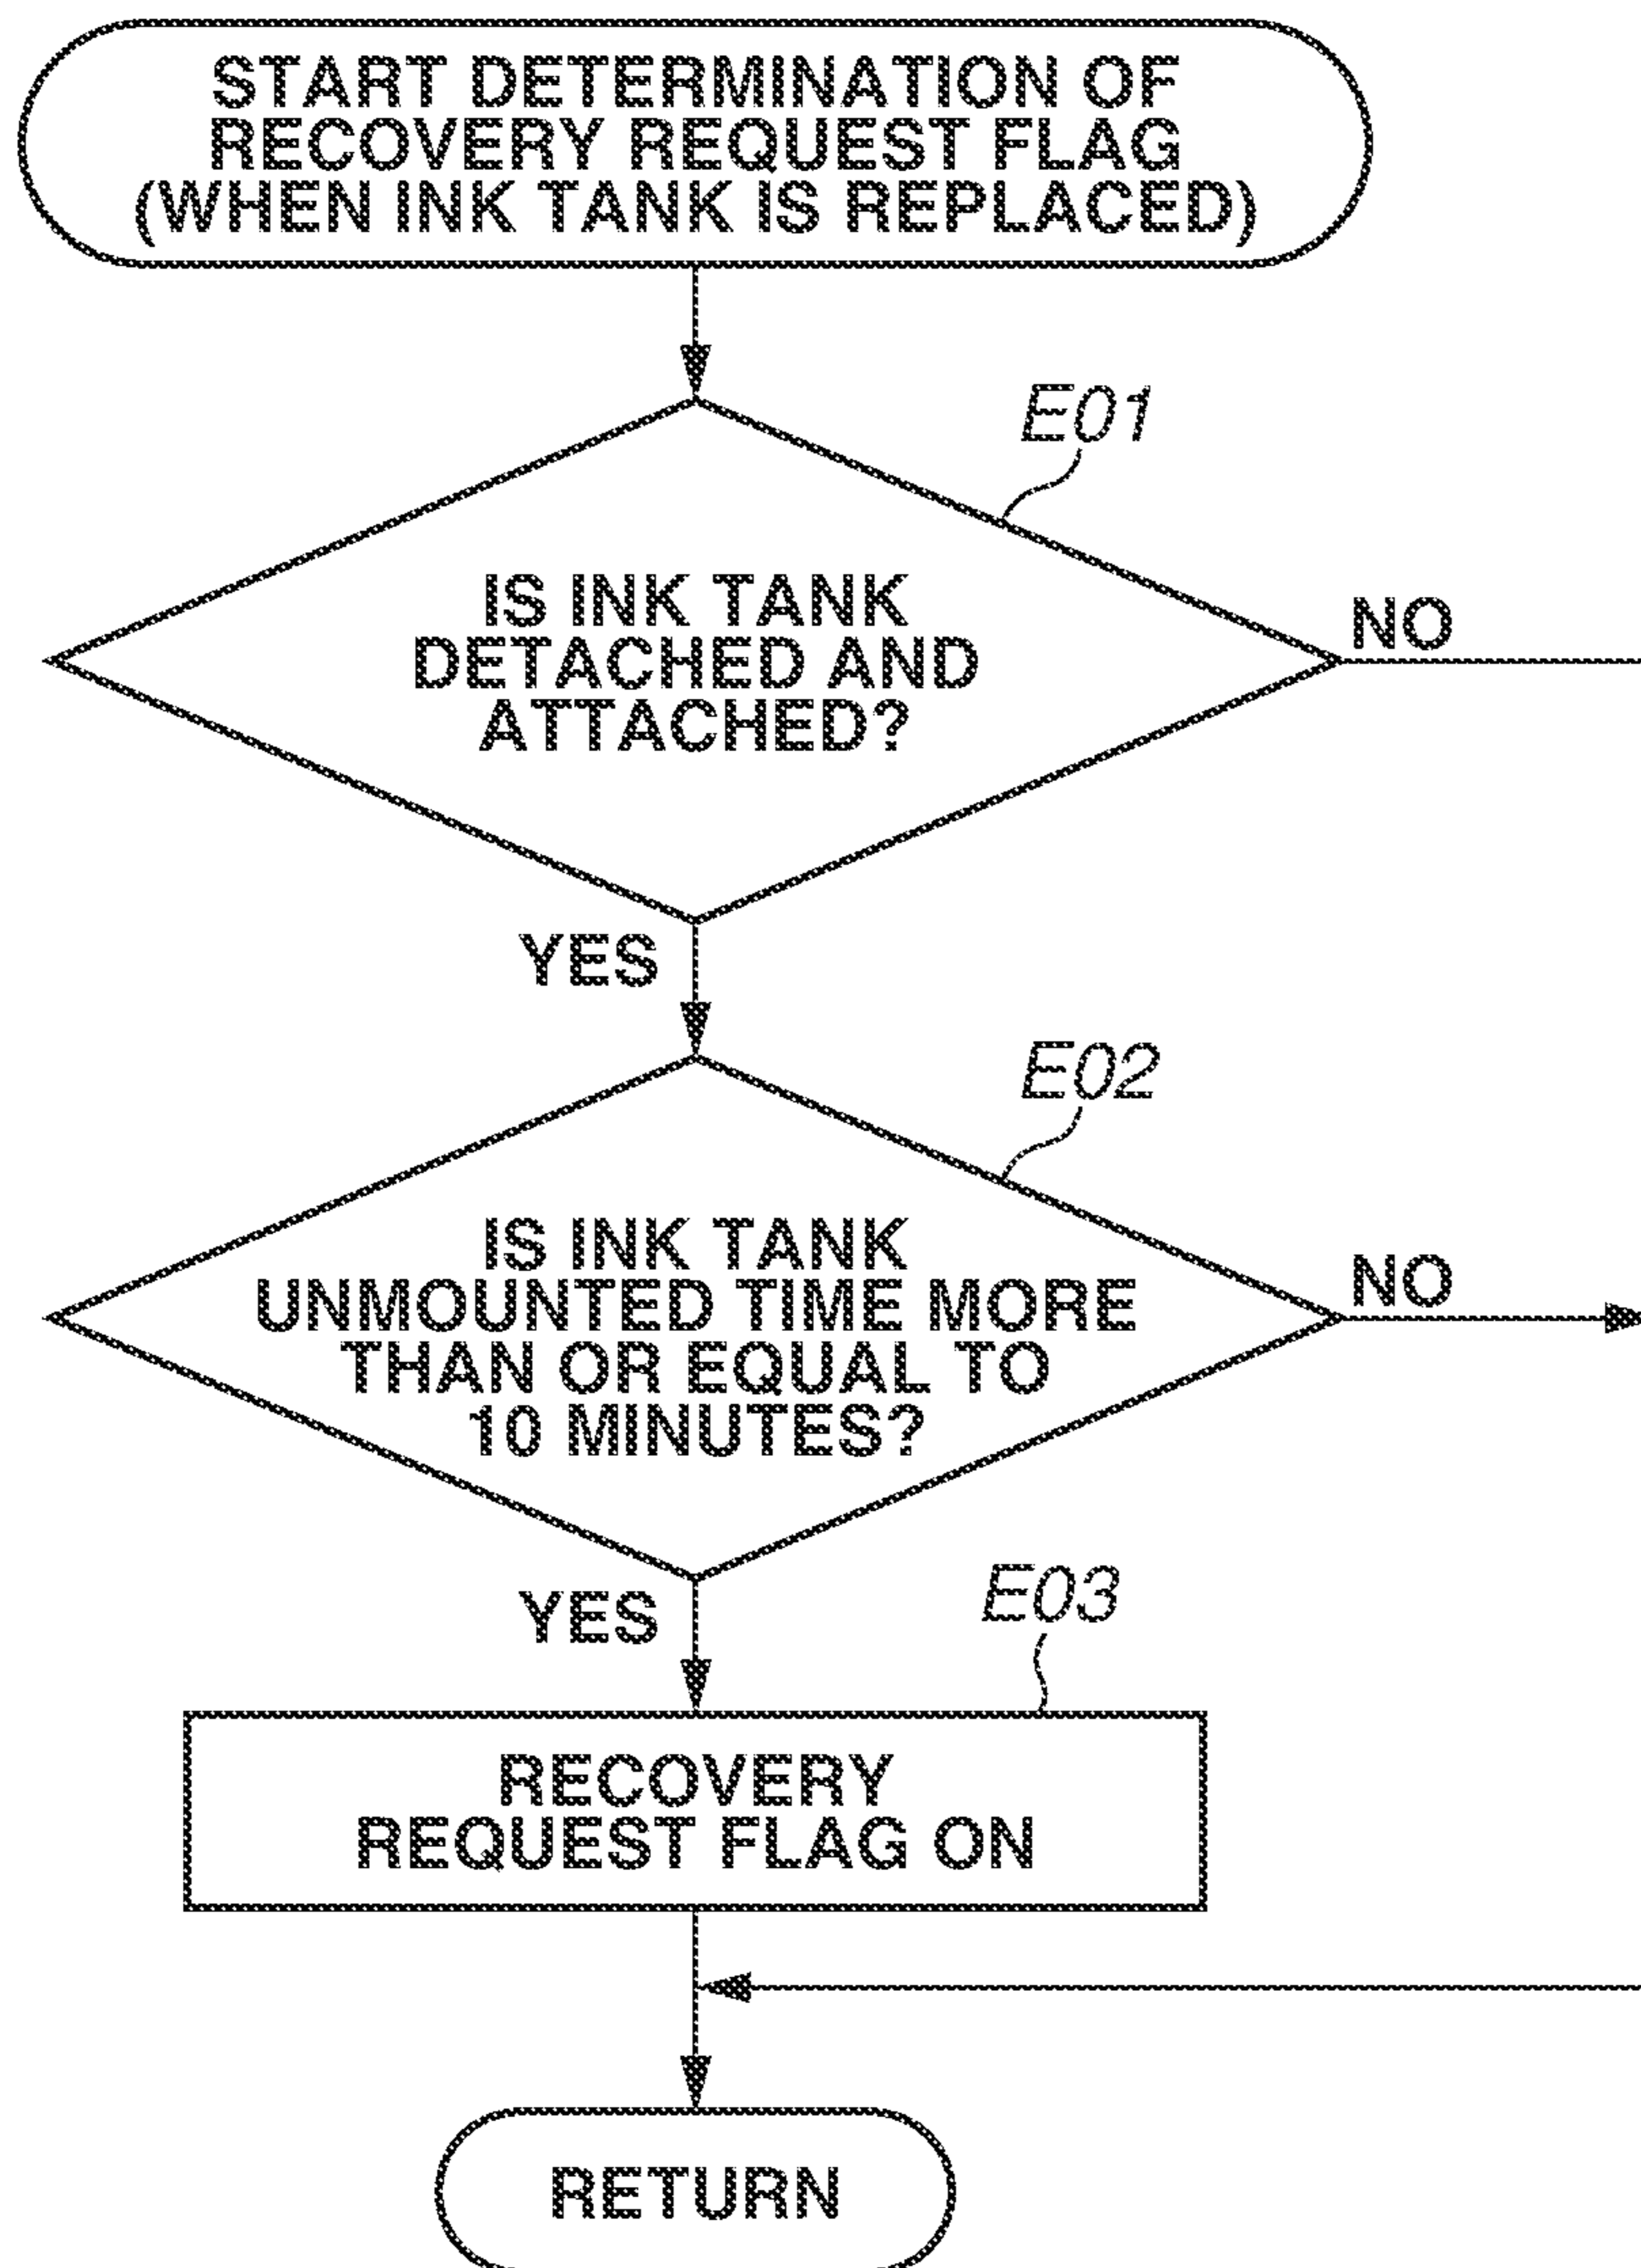 START DETERMINATION OF
RECOVERY REQUEST FLAG
(WHEN INK TANK IS REPLACED)
E01
IS INK TANK
DETACHED AND
ATTACHED?
NO
YES
E02
IS INK TANK
UNMOUNTED TIME MORE
THAN OR EQUAL TO
10 MINUTES?
NO
YES
E03
RECOVERY
REQUEST FLAG ON
RETURN